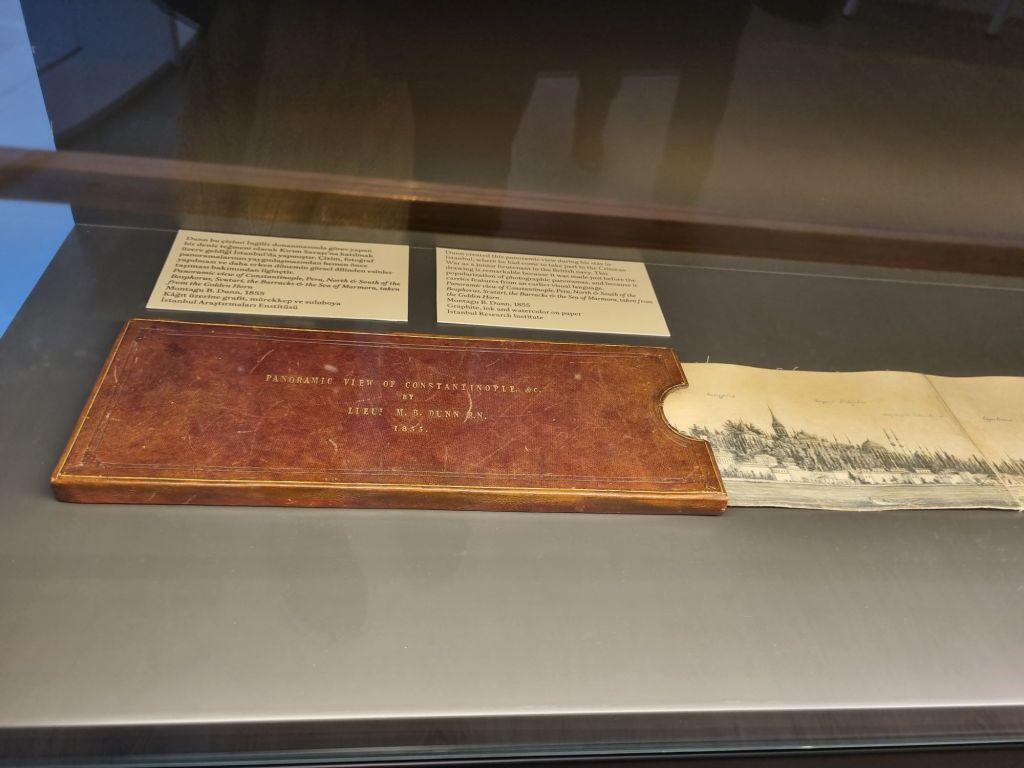 Dunn bu çizimi İngiliz donanmasında görev yapan
bir deniz teğmeni olarak Kırım Savaşı'na katılmak
üzere geldiği İstanbul'da yapmıştır. Çizim, fotoğraf
panoramalarının yaygınlaşmasından hemen önce
yapılması ve daha erken dönemin görsel dilinden esinler
taşıması bakımından ilginçtir.
Panoramic view of Constantinople, Pera, North & South of the
Bosphorus, Scutari, the Barracks & the Sea of Marmora, taken
from the Golden Horn
Montagu B. Dunn, 1855
Kâğıt üzerine grafit, mürekkep ve suluboya
İstanbul Araştırmaları Enstitüsü
Dunn created this panoramic view during his stay in
Istanbul, where he had come to take part in the Crimean
War as a former lieutenant in the British navy. This
drawing is remarkable because it was made before the
popularization of photographic panoramas, and because it
carries traces from an earlier visual language.
Panoramic view of Constantinople, Pera, North & South of the
Bosphorus, Scutari, the Barracks & the Sea of Marmora, taken from
the Golden Horn
Montagu B. Dunn, 1855
Graphite, ink and watercolor on paper
Istanbul Research Institute
PANORAMIC VIEW OF CONSTANTINOPLE, &c.
BY
LIEUT. M. B. DUNN R.N.
1855.